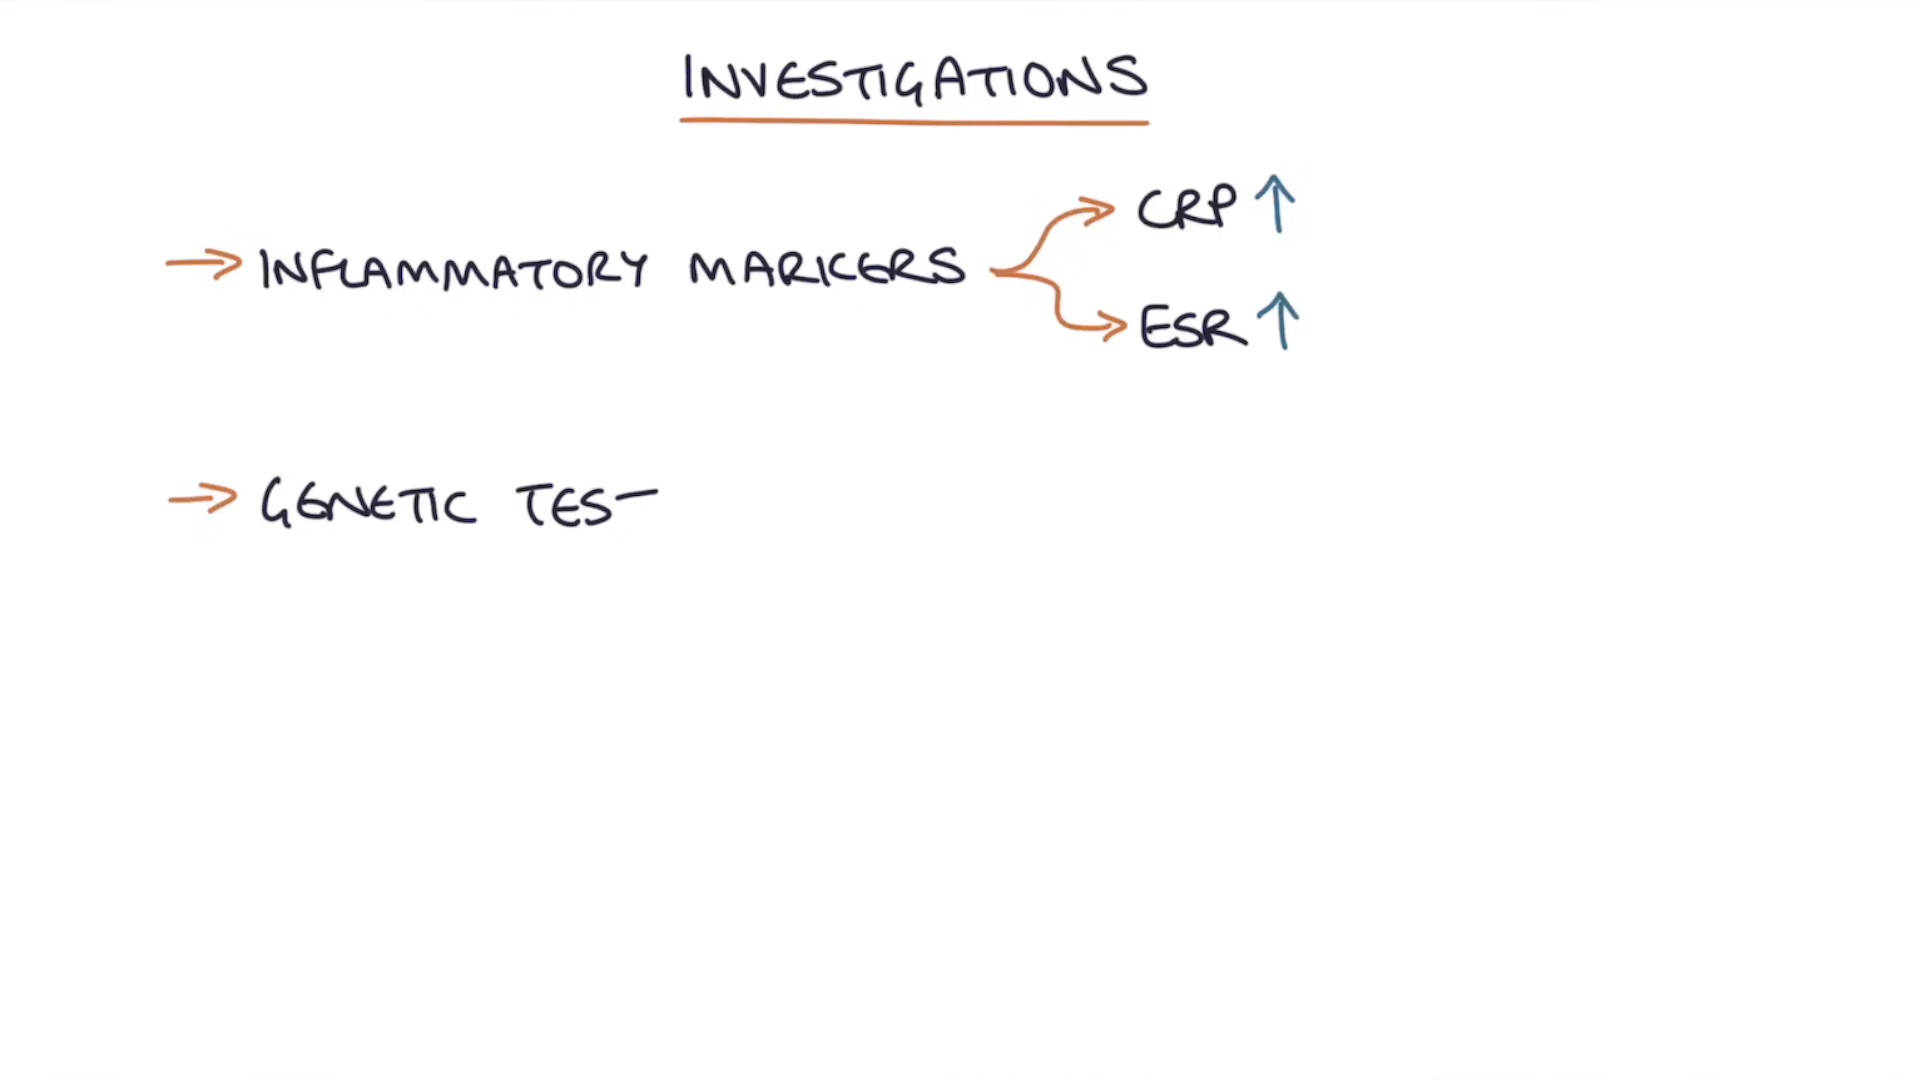 INVESTIGATIONS
→ INFLAMMATORY MARKERS
→ CRP ↑
→ ESR ↑
→ GENETIC TES